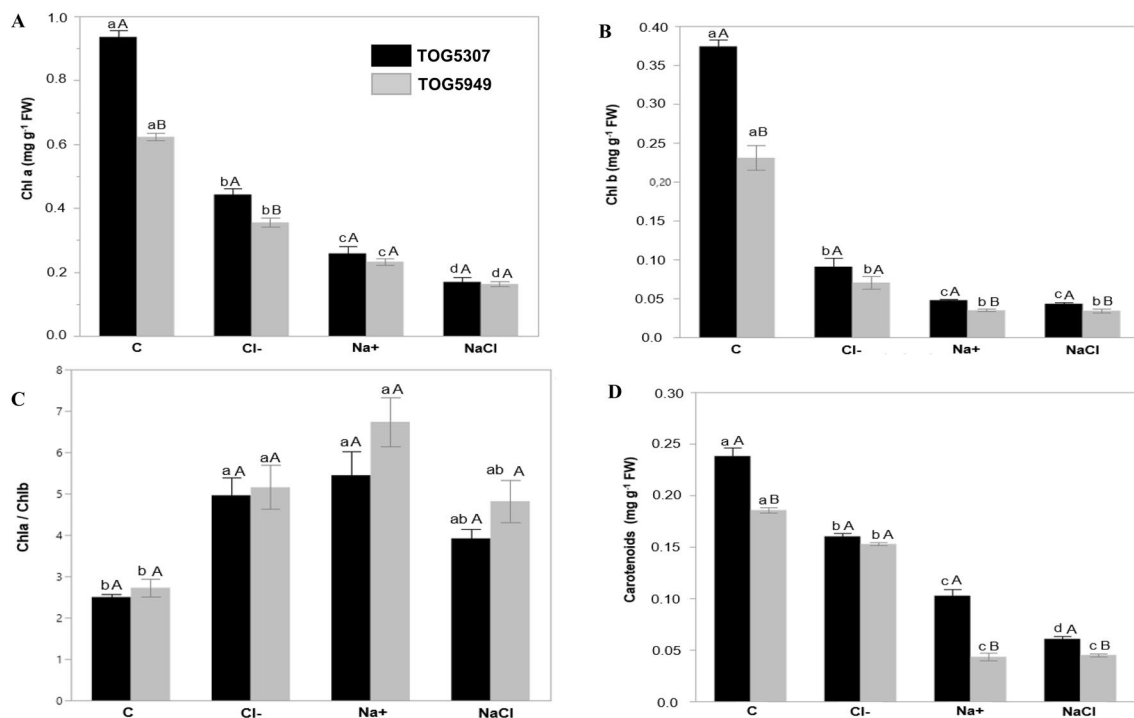 A
Chl a (mg g⁻¹ FW)
1.0
0.8
0.6
0.4
0.2
0.0
aA
aB
bA
bB
cA
cA
dA
dA
TOG5307
TOG5949
C
Cl-
Na+
NaCl
B
Chl b (mg g⁻¹ FW)
0.40
0.35
0.30
0.25
0,20
0.15
0.10
0.05
0.0
aA
aB
bA
bA
cA
bB
cA
bB
C
Cl-
Na+
NaCl
C
Chla / Chlb
8
7
6
5
4
3
2
1
0
bA
bA
aA
aA
aA
aA
abA
ab A
C
Cl-
Na+
NaCl
D
Carotenoids (mg g⁻¹ FW)
0.30
0.25
0.20
0.15
0.10
0.05
0.0
aA
aB
bA
bA
cA
cB
dA
cB
C
Cl-
Na+
NaCl